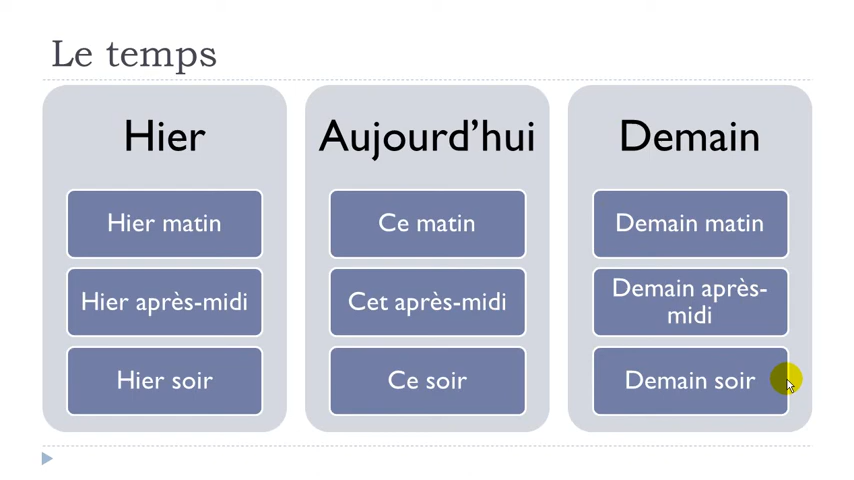 Le temps
Hier
Hier matin
Hier après-midi
Hier soir
Aujourd’hui
Ce matin
Cet après-midi
Ce soir
Demain
Demain matin
Demain après-
midi
Demain soir